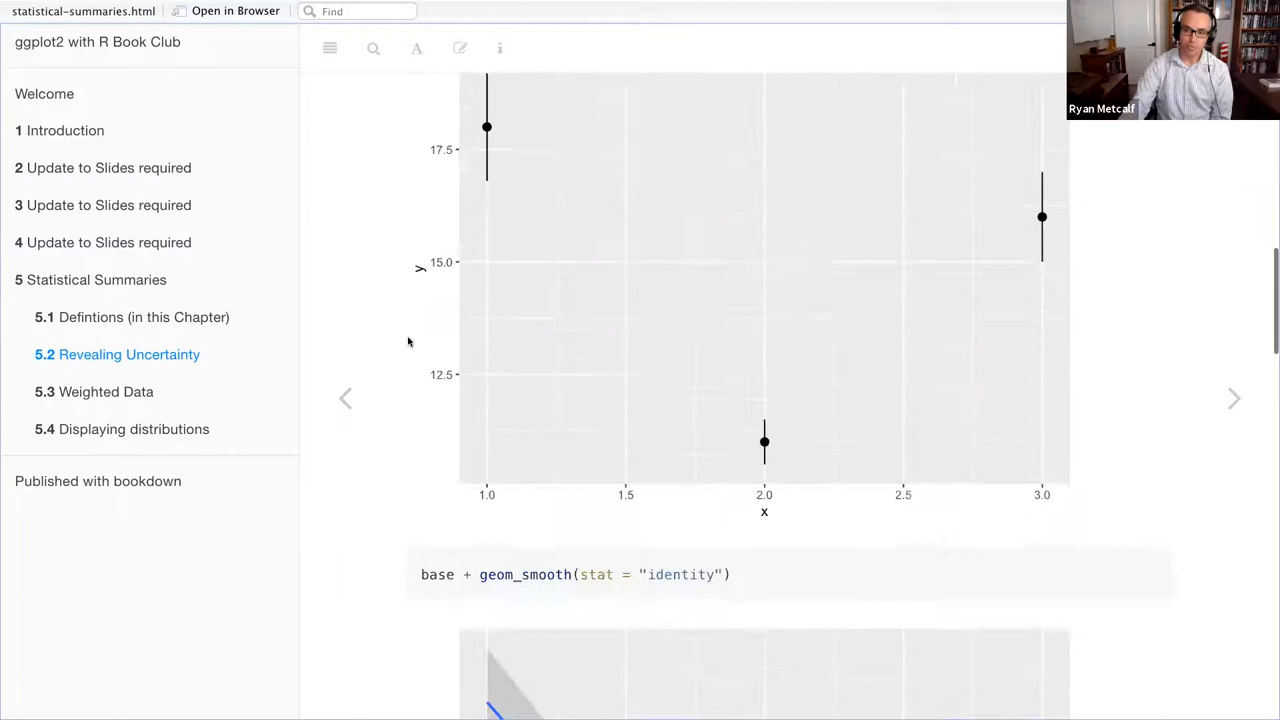 statistical-summaries.html
Open in Browser
Find
ggplot2 with R Book Club
Welcome
1 Introduction
2 Update to Slides required
3 Update to Slides required
4 Update to Slides required
5 Statistical Summaries
5.1 Defintions (in this Chapter)
5.2 Revealing Uncertainty
5.3 Weighted Data
5.4 Displaying distributions
Published with bookdown
Ryan Metcalf
17.5
15.0
12.5
y
1.0 1.5 2.0 2.5 3.0
x
base + geom_smooth(stat = "identity")